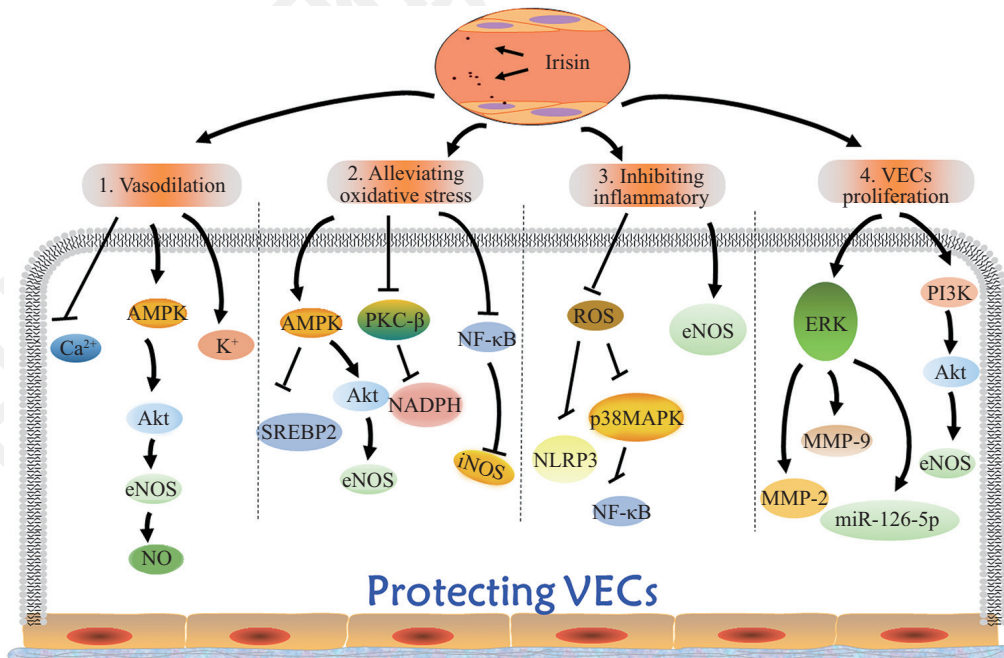 Irisin
1. Vasodilation
2. Alleviating
oxidative stress
3. Inhibiting
inflammatory
4. VECs
proliferation
Ca²⁺
AMPK
K⁺
Akt
eNOS
NO
AMPK
PKC-β
NF-κB
SREBP2
Akt
NADPH
eNOS
iNOS
ROS
eNOS
p38MAPK
NLRP3
NF-κB
ERK
PI3K
Akt
MMP-9
eNOS
MMP-2
miR-126-5p
Protecting VECs